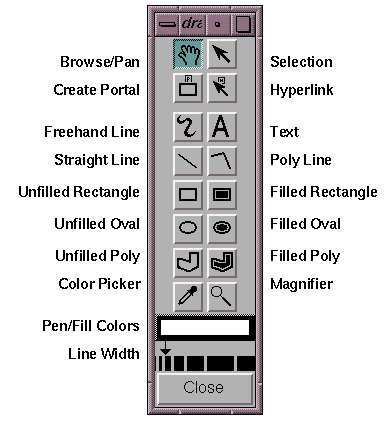 dra
Browse/Pan Selection
P H
Create Portal Hyperlink
Freehand Line A Text
Straight Line Poly Line
Unfilled Rectangle Filled Rectangle
Unfilled Oval Filled Oval
Unfilled Poly Filled Poly
Color Picker Magnifier
Pen/Fill Colors
Line Width
Close